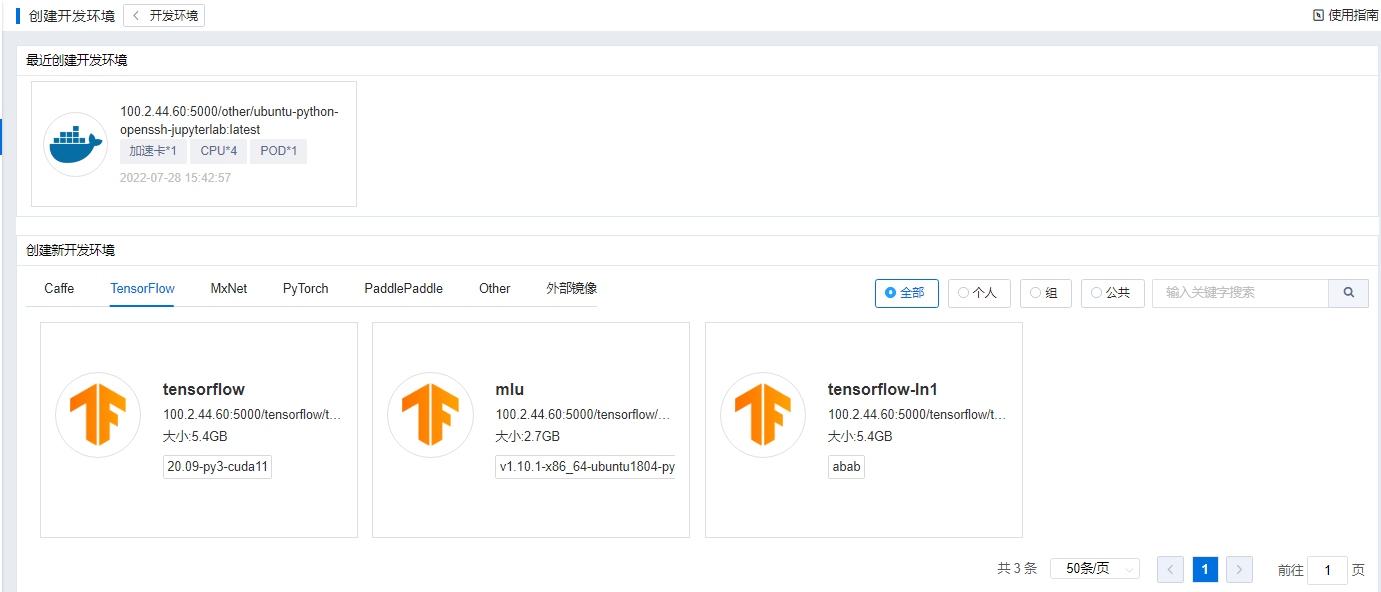 创建开发环境
开发环境
使用指南
最近创建开发环境
100.2.44.60:5000/other/ubuntu-python-
openssh-jupyterlab:latest
加速卡*1 CPU*4 POD*1
2022-07-28 15:42:57
创建新开发环境
Caffe TensorFlow MxNet PyTorch PaddlePaddle Other 外部镜像
全部 个人 组 公共 输入关键字搜索
tensorflow
100.2.44.60:5000/tensorflow/t...
大小:5.4GB
20.09-py3-cuda11
mlu
100.2.44.60:5000/tensorflow/...
大小:2.7GB
v1.10.1-x86_64-ubuntu1804-py
tensorflow-ln1
100.2.44.60:5000/tensorflow/t...
大小:5.4GB
abab
共 3 条 50条/页 1 前往 1 页